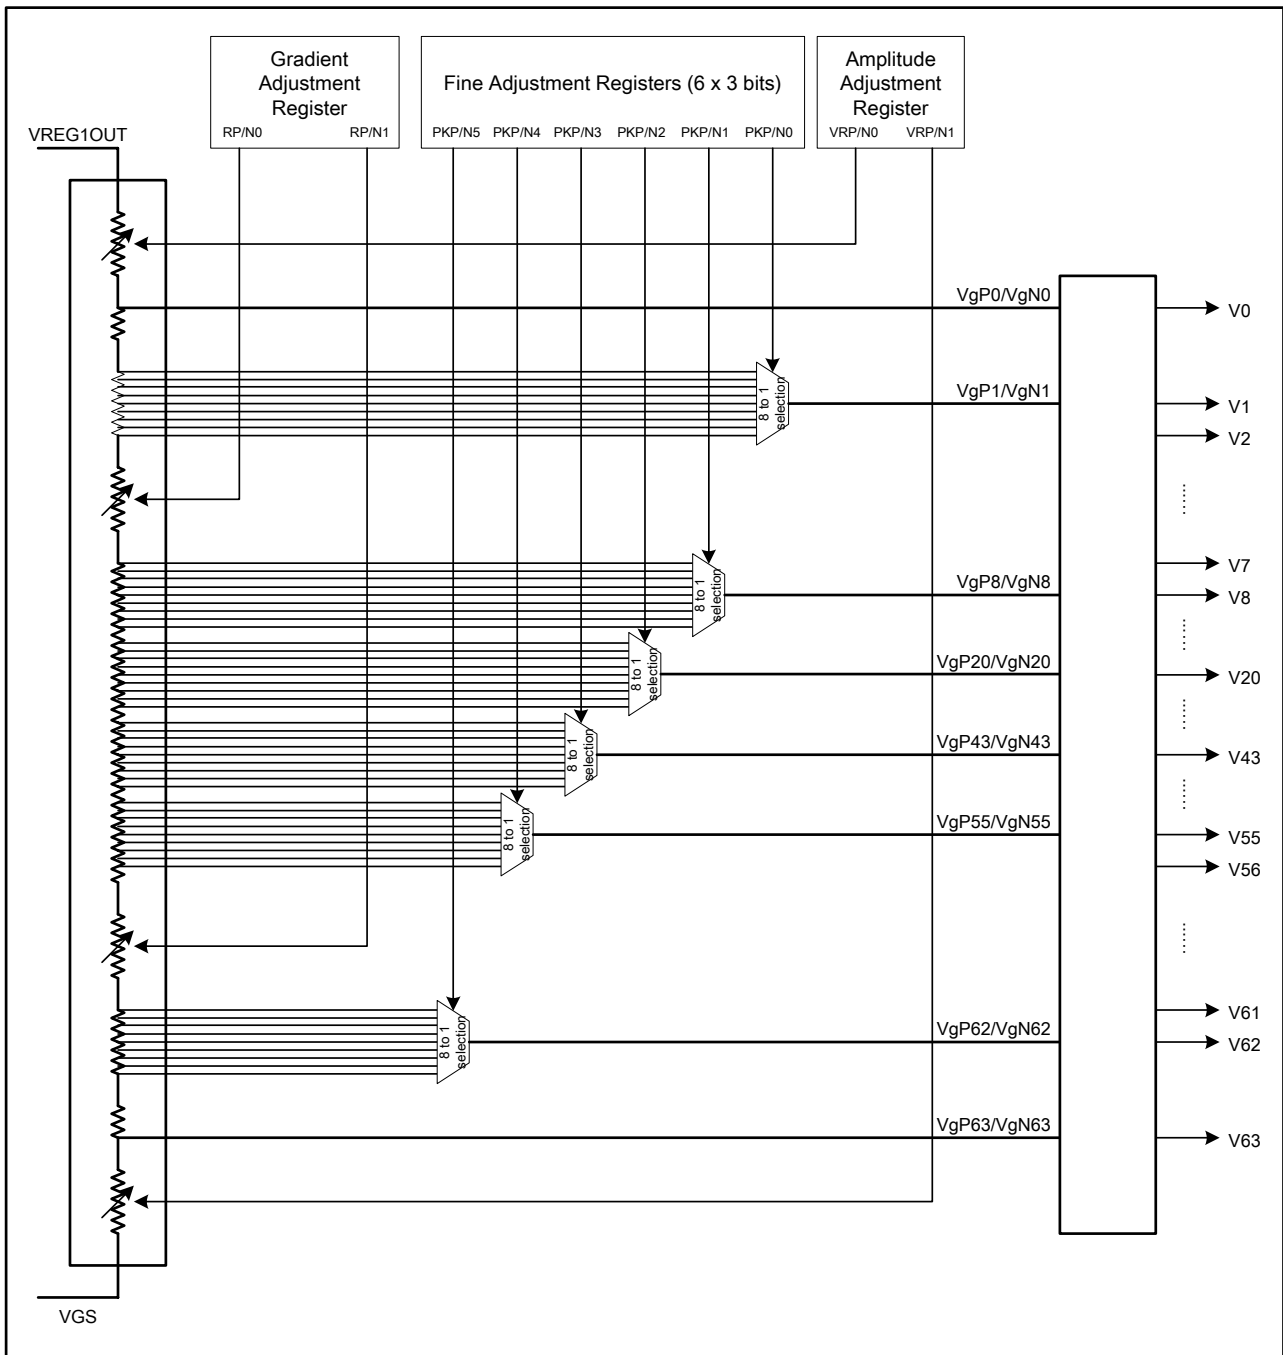 Gradient
Adjustment
Register
RP/N0 RP/N1
Fine Adjustment Registers (6 x 3 bits)
PKP/N5 PKP/N4 PKP/N3 PKP/N2 PKP/N1 PKP/N0
Amplitude
Adjustment
Register
VRP/N0 VRP/N1
VREG1OUT
VgP0/VgN0
V0
8 to 1
selection
VgP1/VgN1
V1
V2
V7
8 to 1
selection
VgP8/VgN8
V8
8 to 1
selection
VgP20/VgN20
V20
8 to 1
selection
VgP43/VgN43
V43
8 to 1
selection
VgP55/VgN55
V55
V56
V61
8 to 1
selection
VgP62/VgN62
V62
VgP63/VgN63
V63
VGS